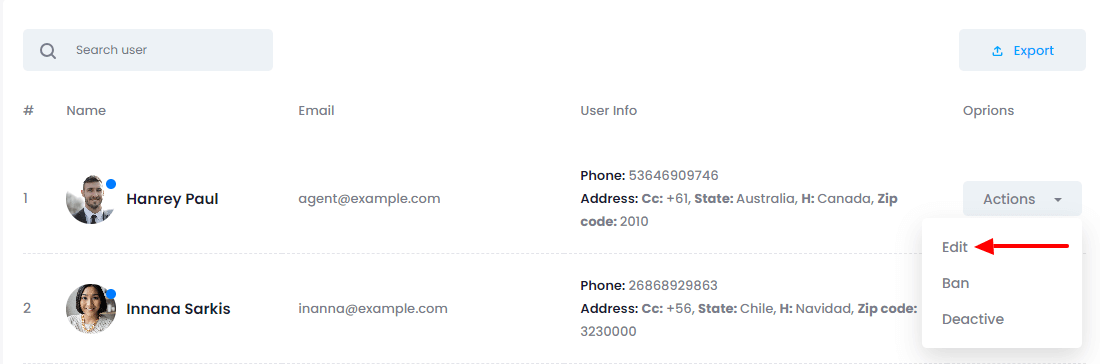 Search user
Export
# Name Email User Info Oprions
Phone: 53646909746
1 Hanrey Paul agent@example.com Address: Cc: +61, State: Australia, H: Canada, Zip Actions
code: 2010
Edit
Phone: 26868929863 Ban
2 Innana Sarkis inanna@example.com Address: Cc: +56, State: Chile, H: Navidad, Zip code:
Deactive
3230000